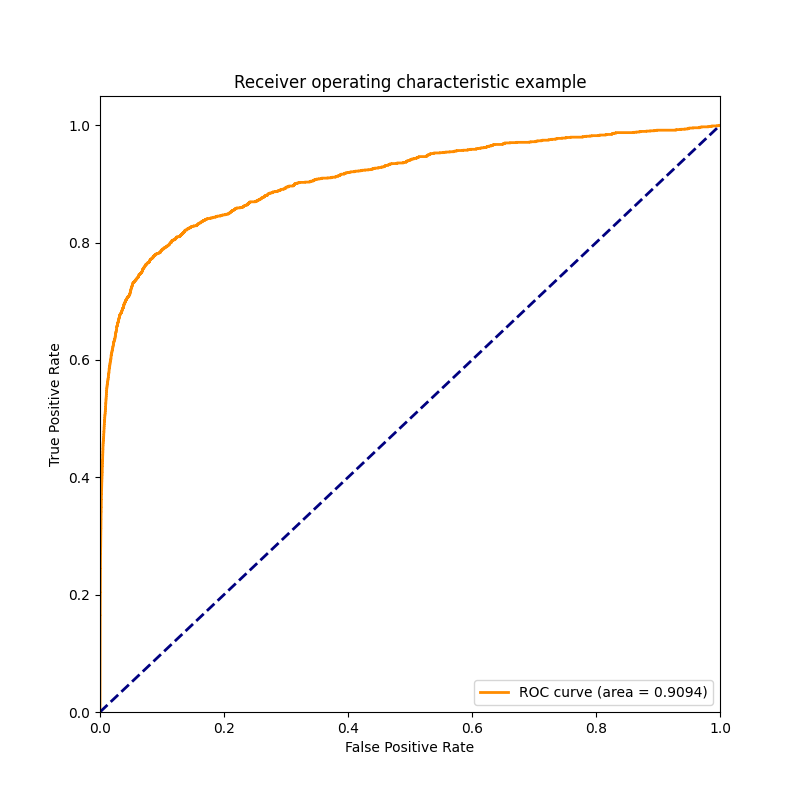 Receiver operating characteristic example
True Positive Rate
1.0
0.8
0.6
0.4
0.2
0.0
ROC curve (area = 0.9094)
0.0 0.2 0.4 0.6 0.8 1.0
False Positive Rate